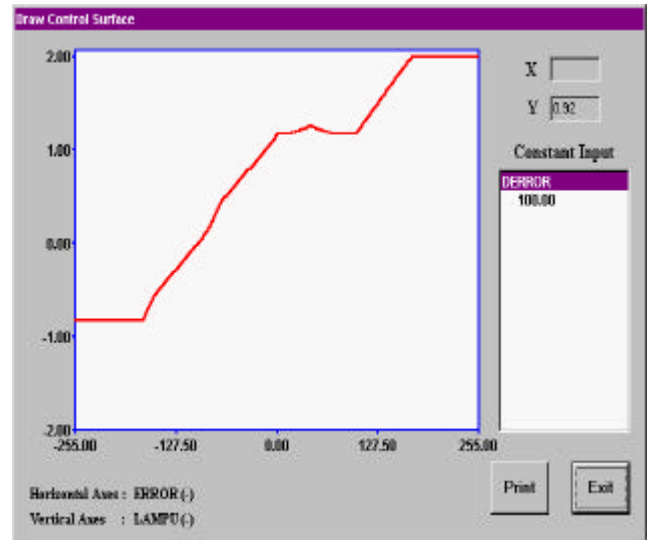 Draw Control Surface
2.00
1.00
0.00
-1.00
-2.00
-255.00 -127.50 0.00 127.50 255.00
X
Y 0.92
Constant Input
DERROR
100.00
Horizontal Axes : ERROR (-)
Vertical Axes : LAMPU (-)
Print Exit